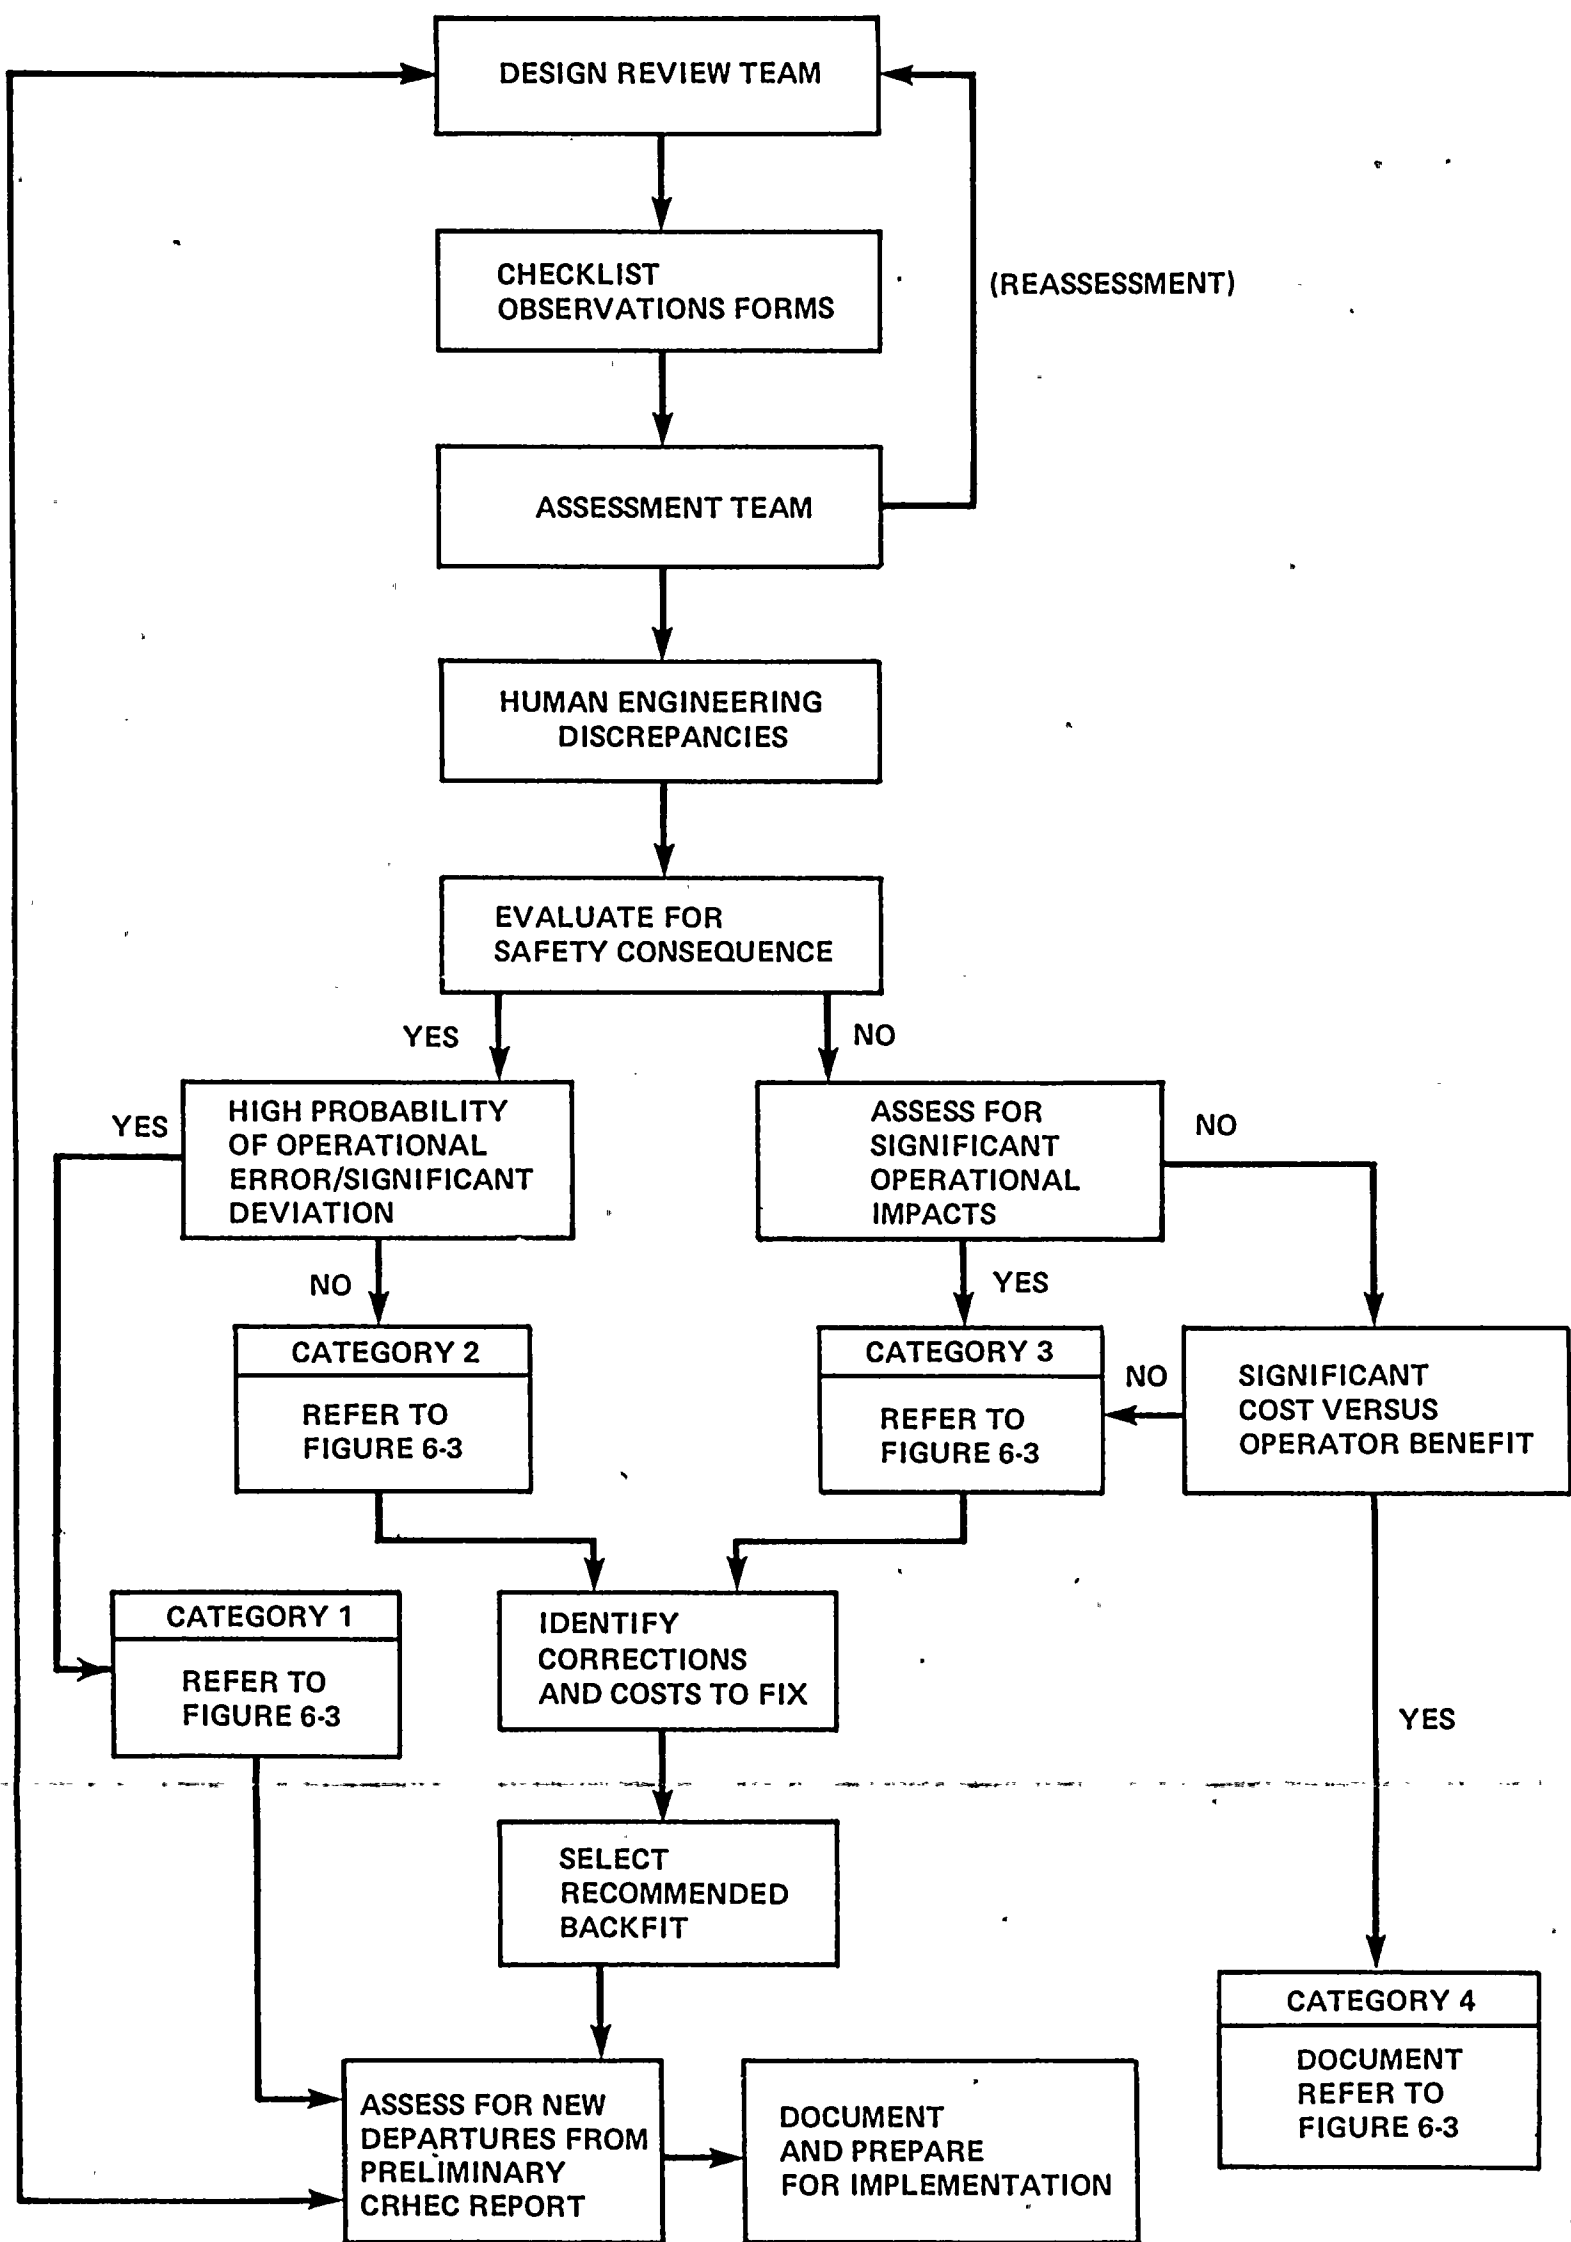 DESIGN REVIEW TEAM
CHECKLIST
OBSERVATIONS FORMS
(REASSESSMENT)
ASSESSMENT TEAM
HUMAN ENGINEERING
DISCREPANCIES
EVALUATE FOR
SAFETY CONSEQUENCE
YES
NO
YES
HIGH PROBABILITY
OF OPERATIONAL
ERROR/SIGNIFICANT
DEVIATION
ASSESS FOR
SIGNIFICANT
OPERATIONAL
IMPACTS
NO
NO
YES
CATEGORY 2
REFER TO
FIGURE 6-3
CATEGORY 3
REFER TO
FIGURE 6-3
NO
SIGNIFICANT
COST VERSUS
OPERATOR BENEFIT
CATEGORY 1
REFER TO
FIGURE 6-3
IDENTIFY
CORRECTIONS
AND COSTS TO FIX
YES
SELECT
RECOMMENDED
BACKFIT
CATEGORY 4
DOCUMENT
REFER TO
FIGURE 6-3
ASSESS FOR NEW
DEPARTURES FROM
PRELIMINARY
CRHEC REPORT
DOCUMENT
AND PREPARE
FOR IMPLEMENTATION